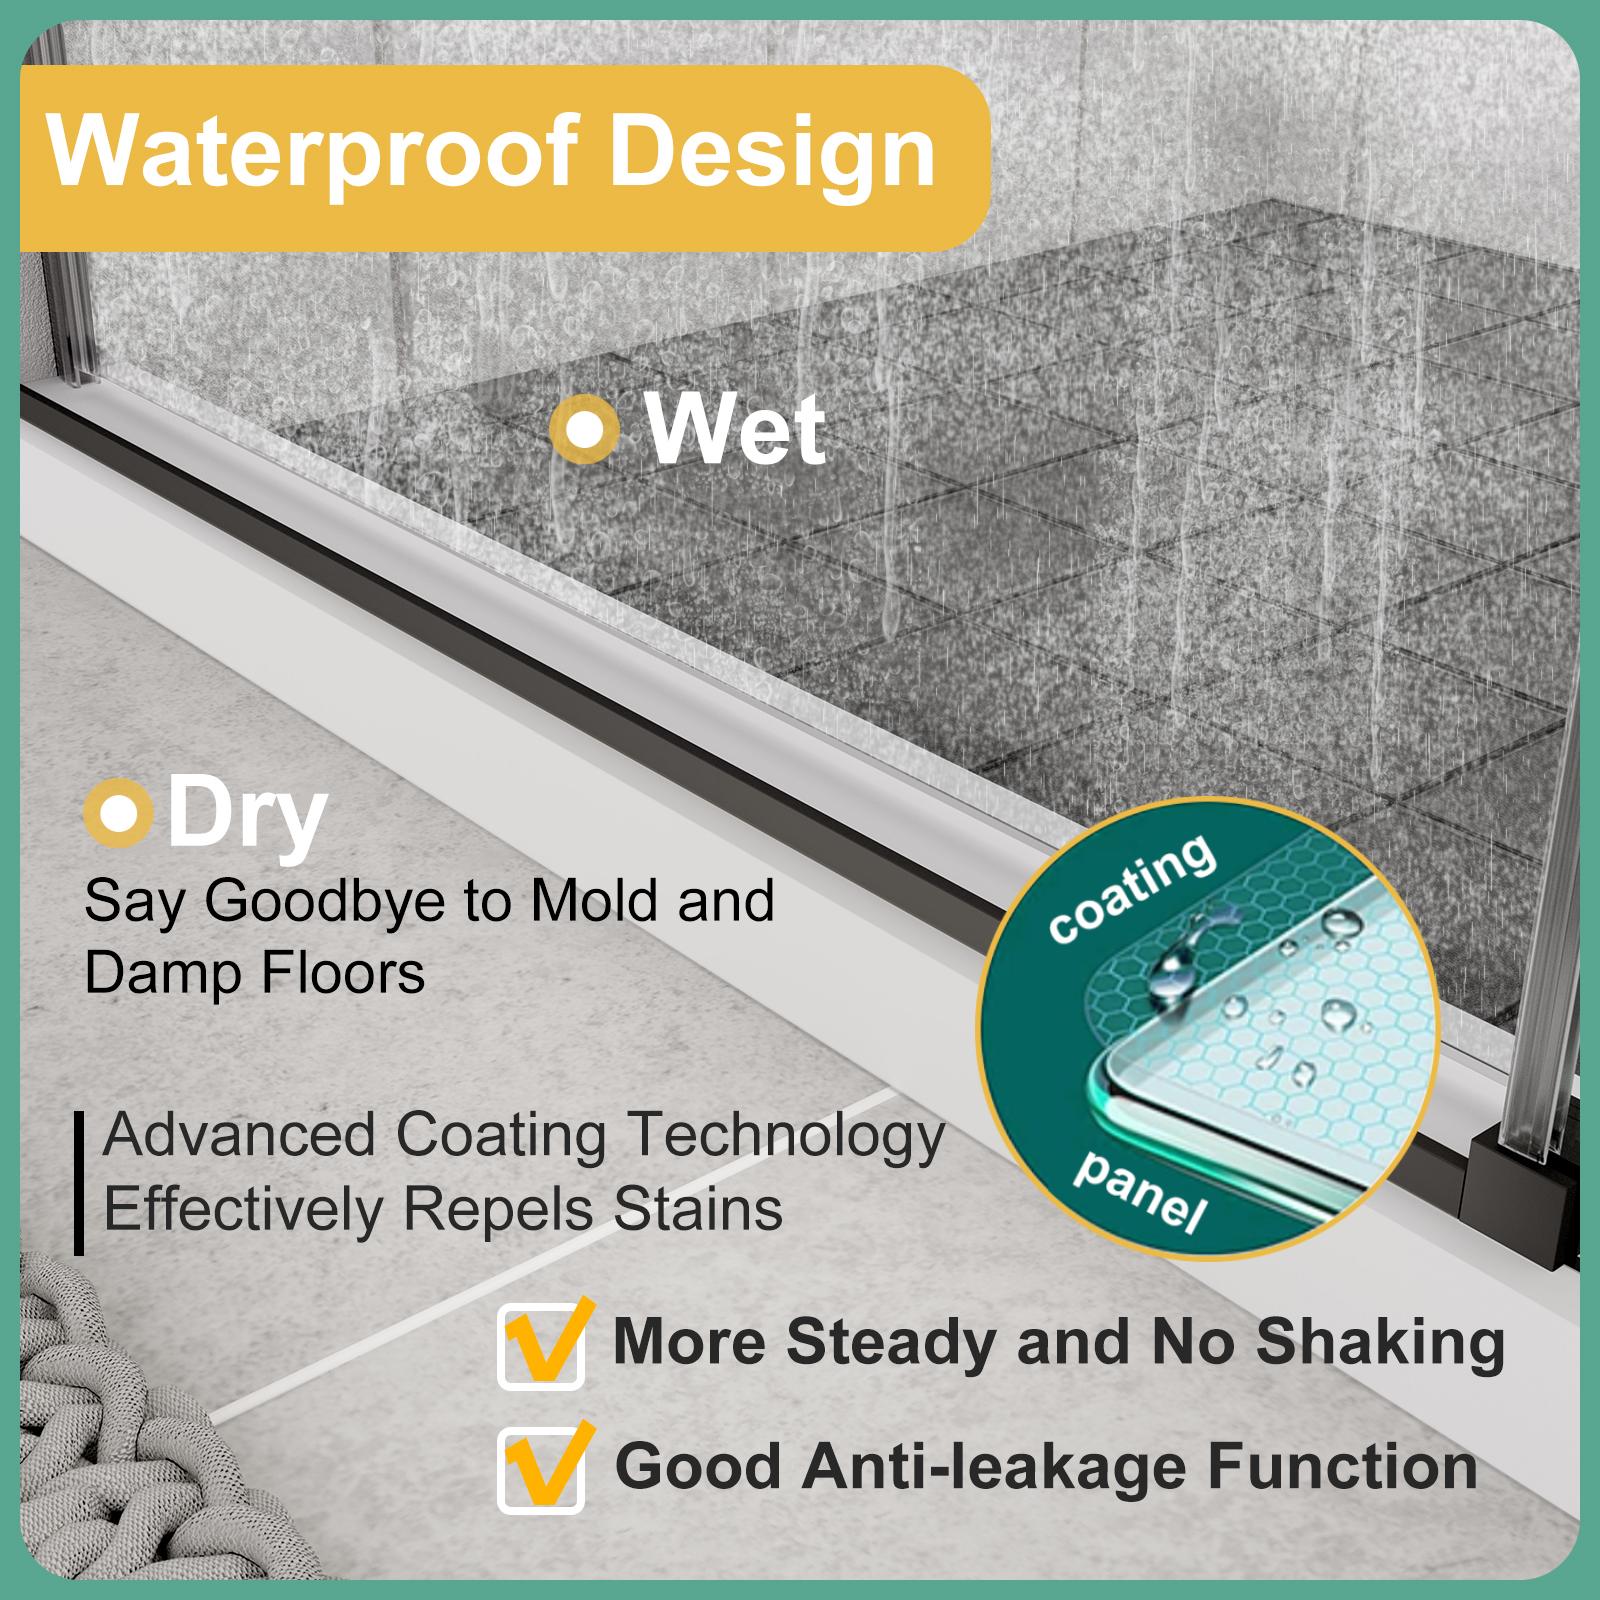 Waterproof Design
Wet
Dry
Say Goodbye to Mold and
Damp Floors
coating
panel
Advanced Coating Technology
Effectively Repels Stains
More Steady and No Shaking
Good Anti-leakage Function